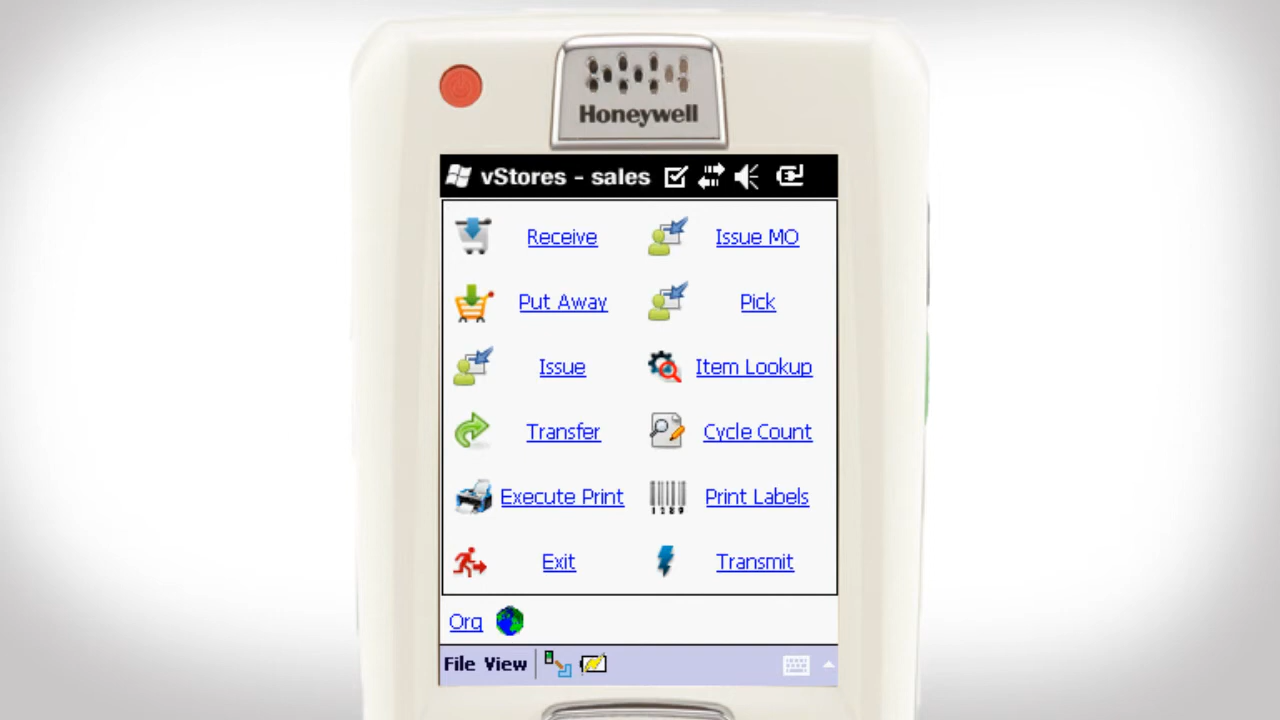 Honeywell
vStores - sales
Receive
Issue MO
Put Away
Pick
Issue
Item Lookup
Transfer
Cycle Count
Execute Print
Print Labels
Exit
Transmit
Org
File View